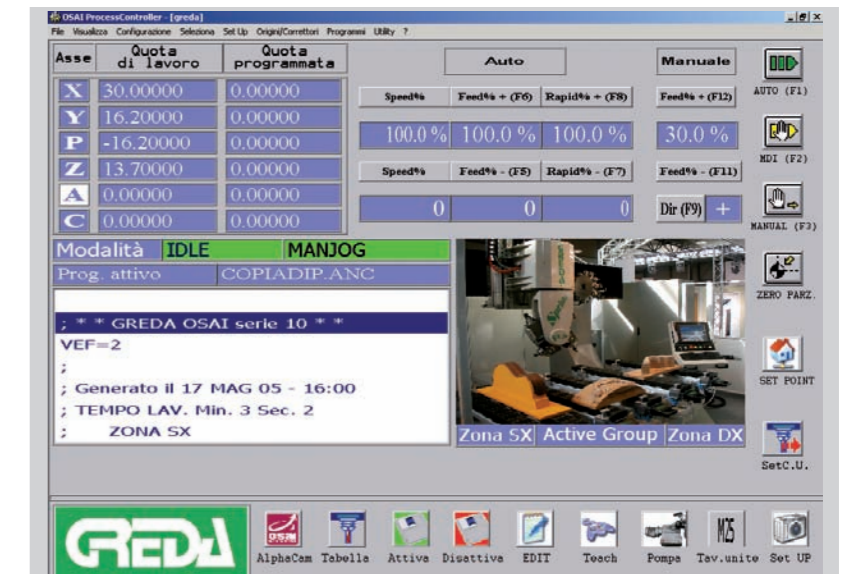 OSAI ProcessController - [greda]
File Visualizza Configurazione Seleziona Set Up Origini/Correttori Programmi Utility ?
Asse Quota di lavoro Quota programmata
X 30.00000 0.00000
Y 16.20000 0.00000
P -16.20000 0.00000
Z 13.70000 0.00000
A 0.00000 0.00000
C 0.00000 0.00000
Auto Manuale
Speed% Feed% + (F6) Rapid% + (F8) Feed% + (F12)
100.0 % 100.0 % 100.0 % 30.0 %
Speed% Feed% - (F5) Rapid% - (F7) Feed% - (F11)
0 0 0 Dir (F9) +
AUTO (F1)
MDI (F2)
MANUAL (F3)
ZERO PARZ.
SET POINT
SetC.U.
Modalità IDLE MANJOG
Prog. attivo COPIADIP.ANC
; * * GREDA OSAI serie 10 * *
VEF=2
;
; Generato il 17 MAG 05 - 16:00
; TEMPO LAV. Min. 3 Sec. 2
; ZONA SX
Zona SX Active Group Zona DX
GREDA
OSAI
M25
AlphaCam Tabella Attiva Disattiva EDIT Teach Pompa Tav.unite Set UP